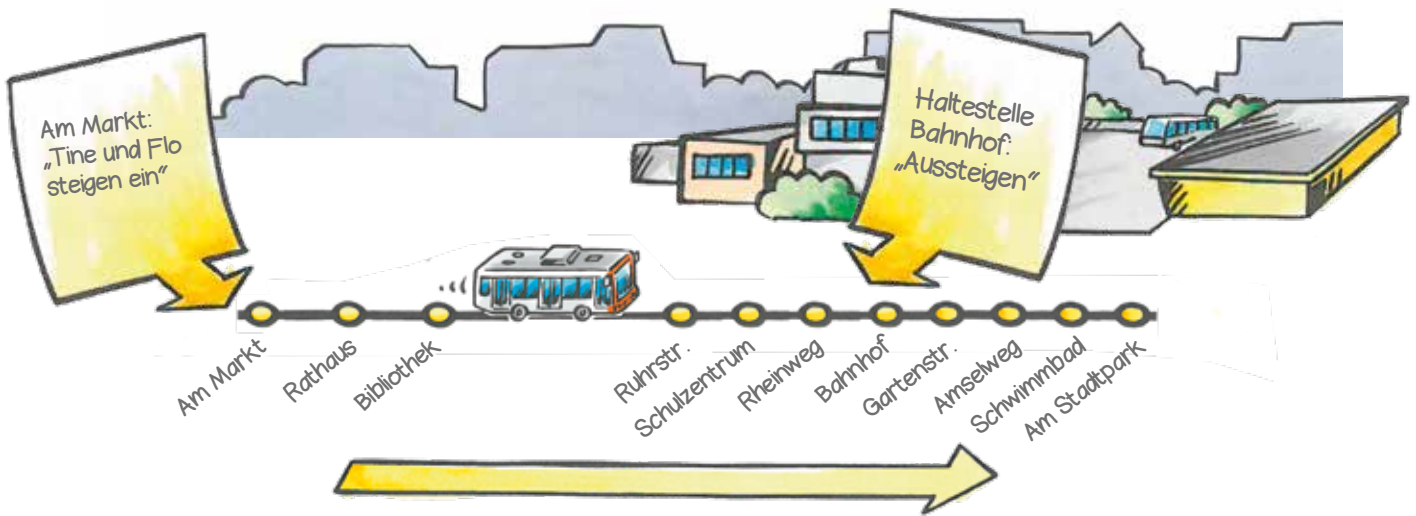 Am Markt:
„Tine und Flo
steigen ein“
Haltestelle
Bahnhof:
„Aussteigen“
Am Markt
Rathaus
Bibliothek
Ruhrstr.
Schulzentrum
Rheinweg
Bahnhof
Gartenstr.
Amselweg
Schwimmbad
Am Stadtpark